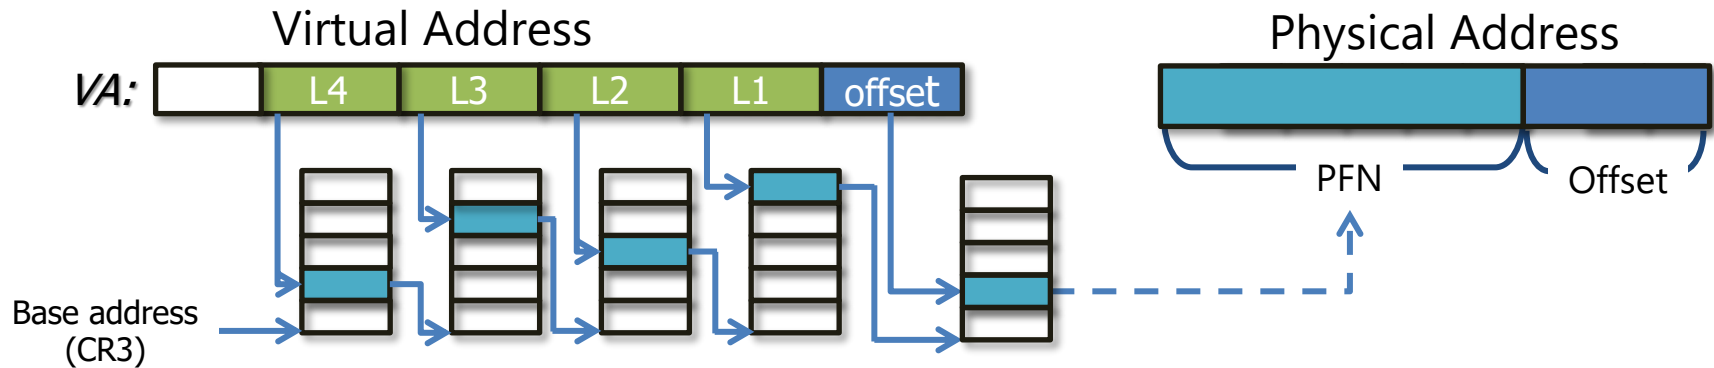 Virtual Address
Physical Address
VA:
L4
L3
L2
L1
offset
PFN
Offset
Base address
(CR3)